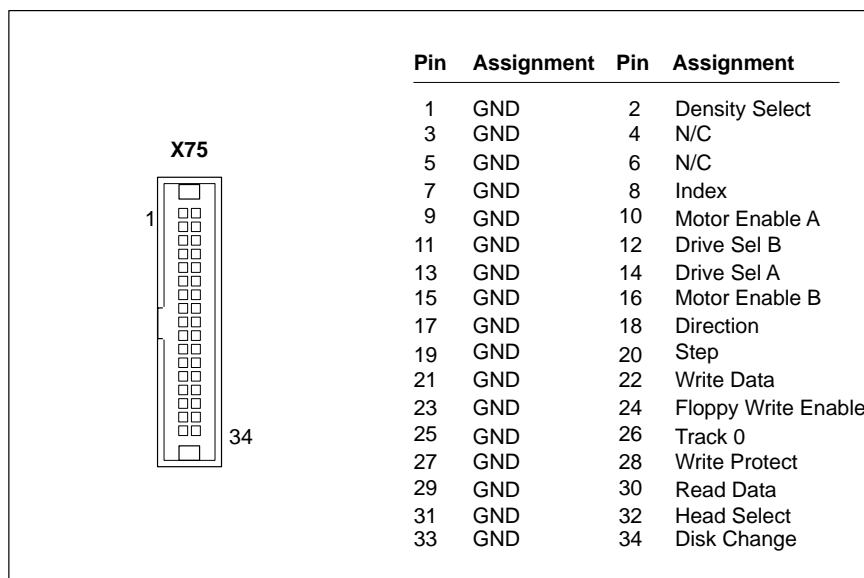 Pin Assignment Pin Assignment
X75
1
34
1 GND 2 Density Select
3 GND 4 N/C
5 GND 6 N/C
7 GND 8 Index
9 GND 10 Motor Enable A
11 GND 12 Drive Sel B
13 GND 14 Drive Sel A
15 GND 16 Motor Enable B
17 GND 18 Direction
19 GND 20 Step
21 GND 22 Write Data
23 GND 24 Floppy Write Enable
25 GND 26 Track 0
27 GND 28 Write Protect
29 GND 30 Read Data
31 GND 32 Head Select
33 GND 34 Disk Change